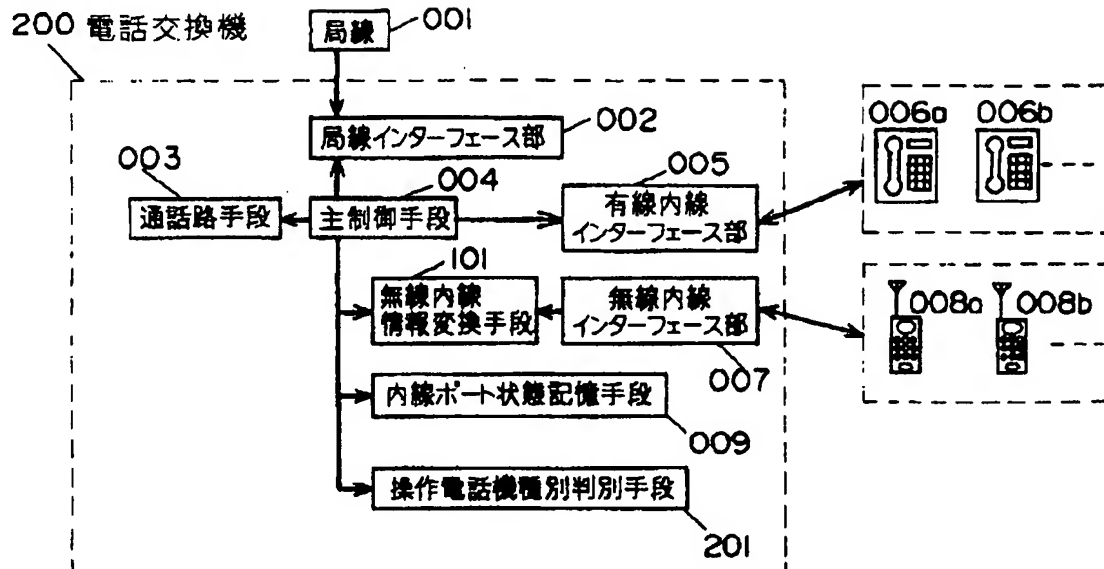 200 電話交換機
局線
001
局線インターフェース部
002
003
通話路手段
004
主制御手段
005
有線内線
インターフェース部
006a
006b
101
無線内線
情報変換手段
無線内線
インターフェース部
007
008a
008b
内線ポート状態記憶手段
009
操作電話機種別判別手段
201